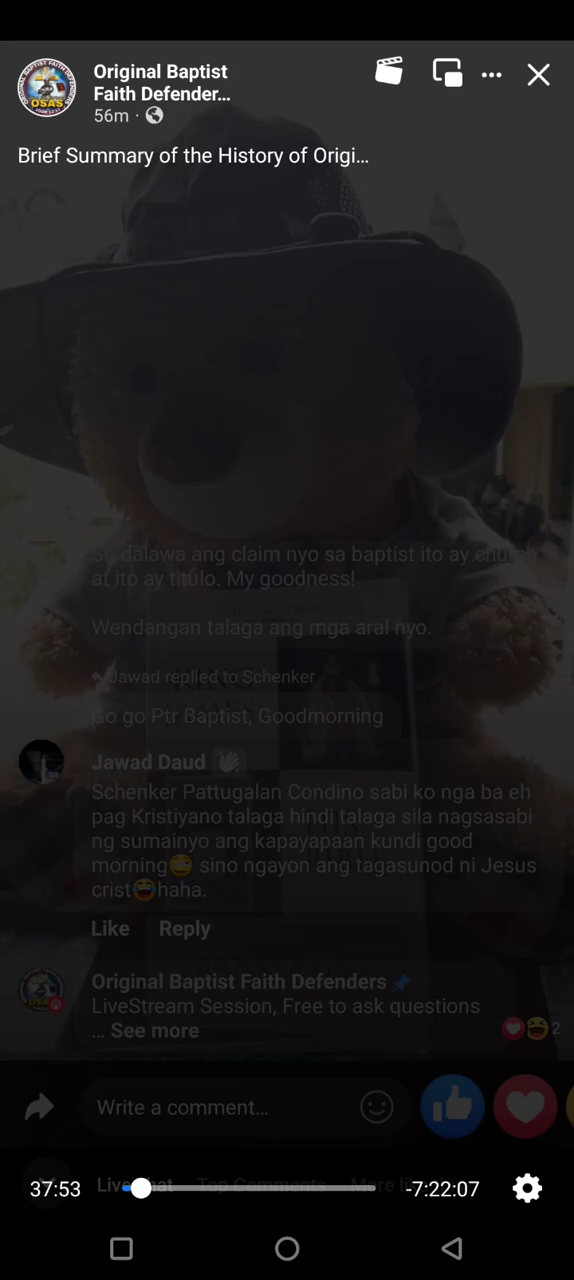 Original Baptist
Faith Defender...
56m ·
Brief Summary of the History of Origi...
So dalawa ang claim nyo sa baptist ito ay church
at ito ay titulo. My goodness!
Wendangan talaga ang mga aral nyo.
Jawad replied to Schenker
Go go Ptr Baptist, Goodmorning
Jawad Daud 👋
Schenker Pattugalan Condino sabi ko nga ba eh
pag Kristiyano talaga hindi talaga sila nagsasabi
ng sumainyo ang kapayapaan kundi good
morning😳 sino ngayon ang tagasunod ni Jesus
crist😂haha.
Like Reply
Original Baptist Faith Defenders 📌
LiveStream Session, Free to ask questions
... See more
2
Write a comment...
Live chat Top Comments
37:53 -7:22:07
OSAS